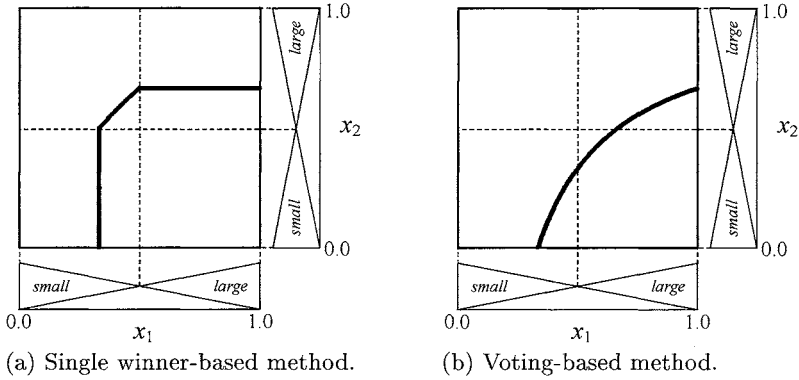 1.0
large
x2
small
0.0
small
large
0.0
1.0
x1
(a) Single winner-based method.
1.0
large
x2
small
0.0
small
large
0.0
1.0
x1
(b) Voting-based method.